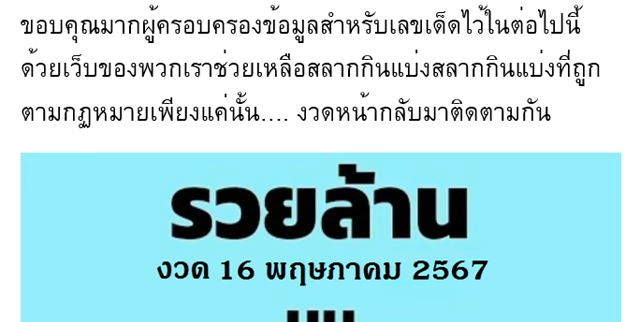 ขอบคุณมากผู้ครอบครองข้อมูลสำหรับเลขเด็ดไว้ในต่อไปนี้
ด้วยเว็บของพวกเราช่วยเหลือสลากกินแบ่งสลากกินแบ่งที่ถูก
ตามกฏหมายเพียงแค่นั้น.... งวดหน้ากลับมาติดตามกัน
รวยล้าน
งวด 16 พฤษภาคม 2567